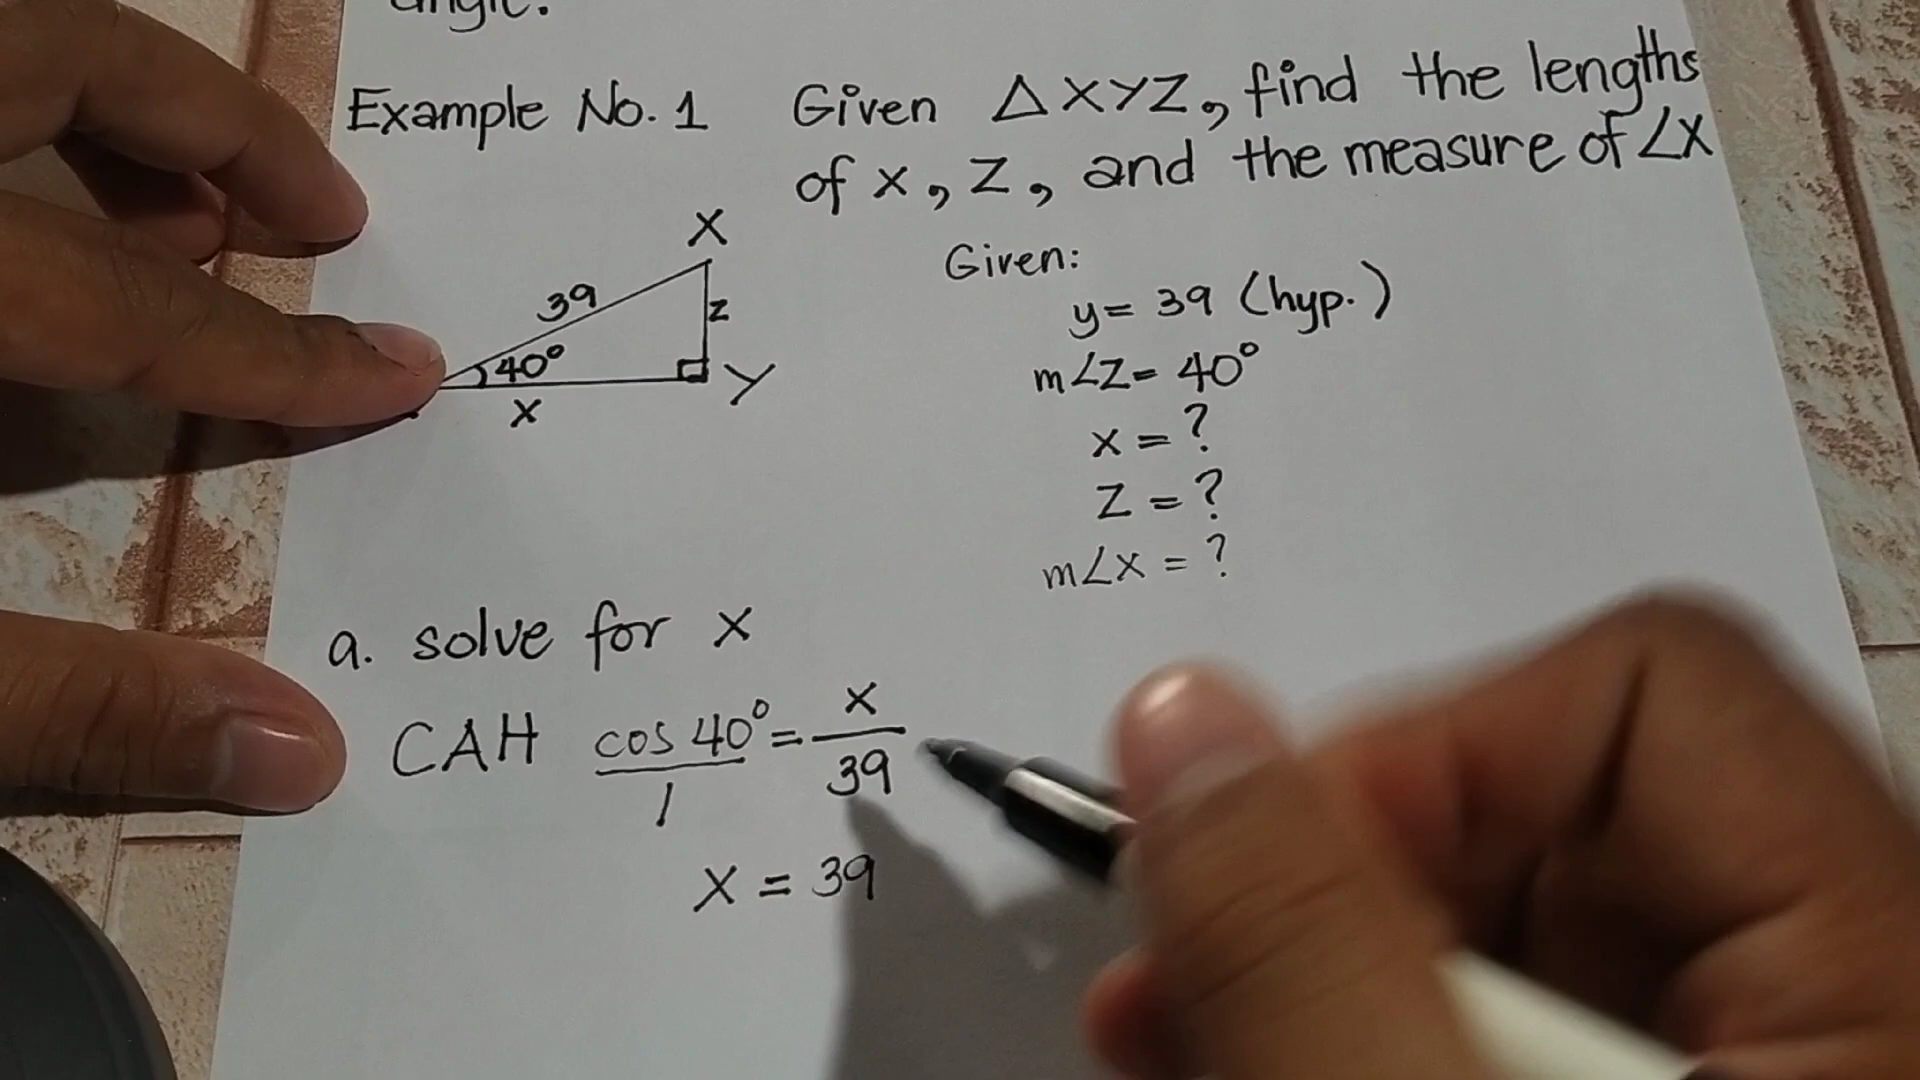 angle.
Example No. 1 Given △XYZ, find the lengths
of x, z, and the measure of ∠X
X
39
z
40°
x
Y
Given:
y = 39 (hyp.)
m∠Z = 40°
x = ?
z = ?
m∠X = ?
a. solve for x
CAH cos 40°/1 = x/39
x = 39